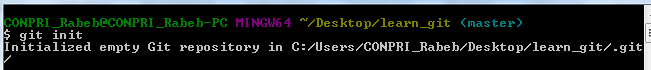 CONPRI_Rabeb@CONPRI_Rabeb-PC MINGW64 ~/Desktop/learn_git (master)
$ git init
Initialized empty Git repository in C:/Users/CONPRI_Rabeb/Desktop/learn_git/.git
/